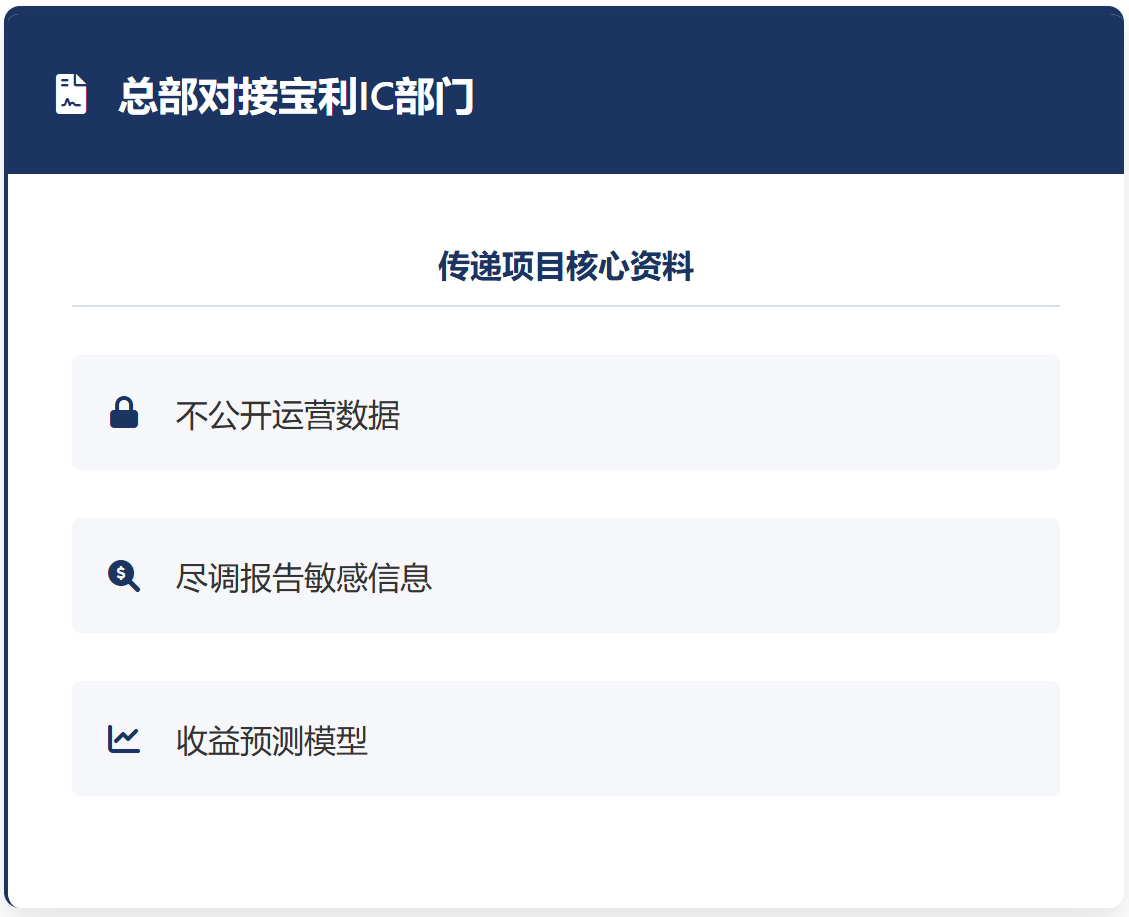 总部对接宝利IC部门
传递项目核心资料
不公开运营数据
尽调报告敏感信息
收益预测模型